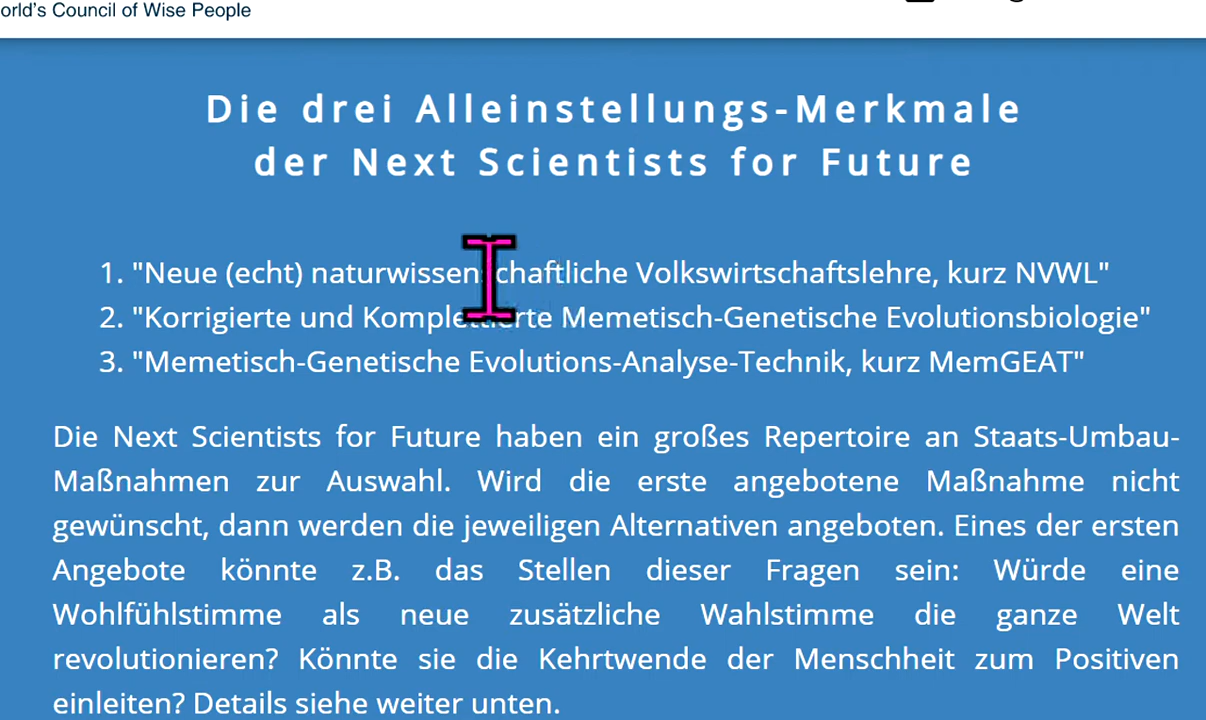 orld's Council of Wise People
Die drei Alleinstellungs-Merkmale
der Next Scientists for Future
1. "Neue (echt) naturwissenschaftliche Volkswirtschaftslehre, kurz NVWL"
2. "Korrigierte und Komplettierte Memetisch-Genetische Evolutionsbiologie"
3. "Memetisch-Genetische Evolutions-Analyse-Technik, kurz MemGEAT"
Die Next Scientists for Future haben ein großes Repertoire an Staats-Umbau-
Maßnahmen zur Auswahl. Wird die erste angebotene Maßnahme nicht
gewünscht, dann werden die jeweiligen Alternativen angeboten. Eines der ersten
Angebote könnte z.B. das Stellen dieser Fragen sein: Würde eine
Wohlfühlstimme als neue zusätzliche Wahlstimme die ganze Welt
revolutionieren? Könnte sie die Kehrtwende der Menschheit zum Positiven
einleiten? Details siehe weiter unten.